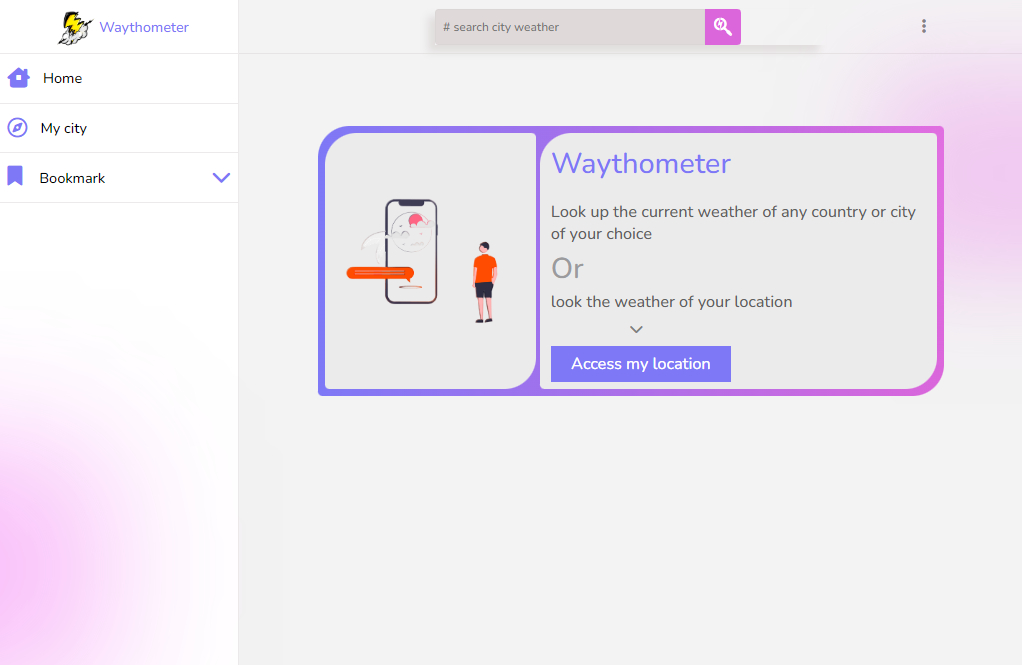 Waythometer
# search city weather
Home
My city
Bookmark
Waythometer
Look up the current weather of any country or city
of your choice
Or
look the weather of your location
Access my location